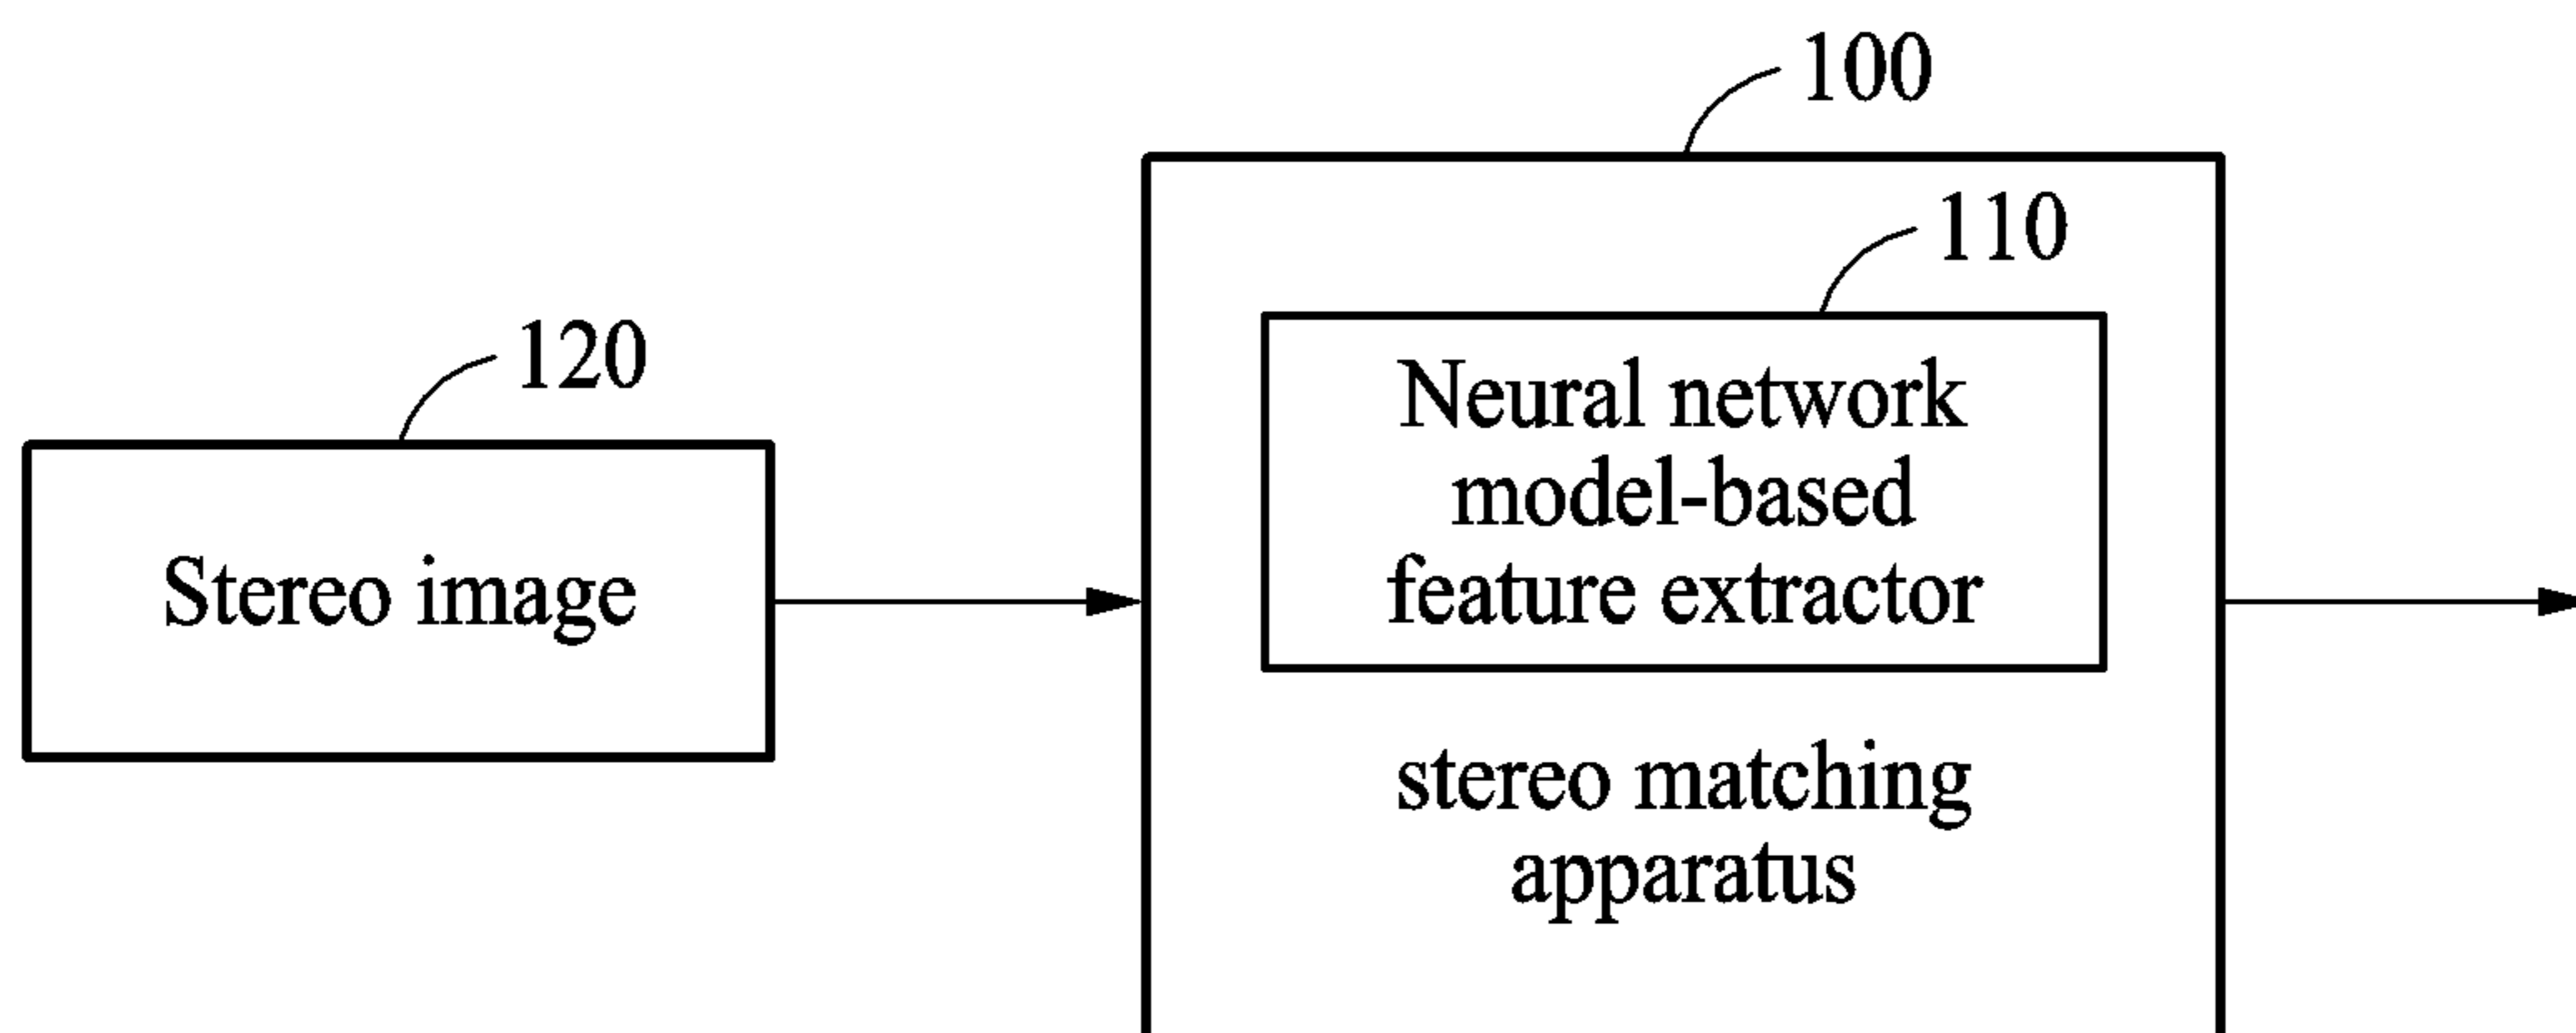 100
110
120
Neural network
model-based
feature extractor
Stereo image
stereo matching
apparatus